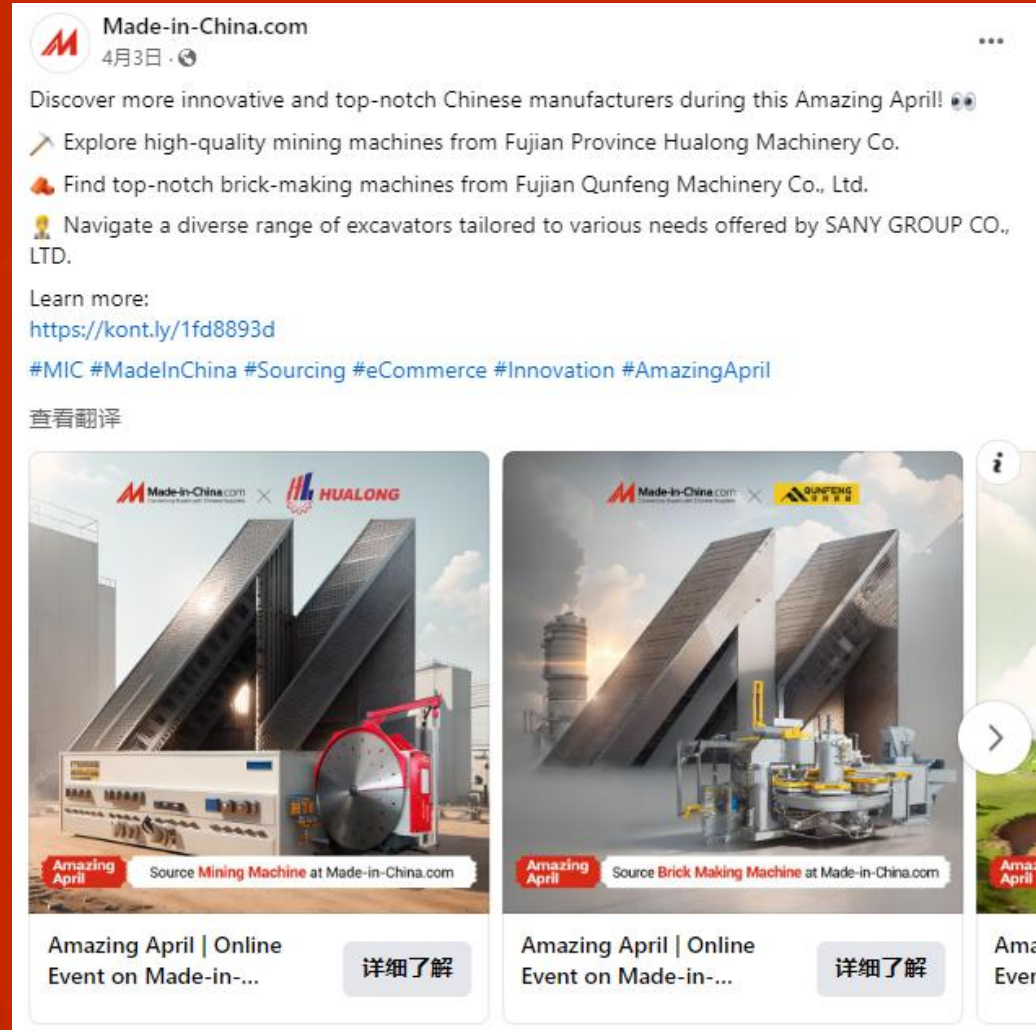 Made-in-China.com
4月3日
Discover more innovative and top-notch Chinese manufacturers during this Amazing April! 👀
Explore high-quality mining machines from Fujian Province Hualong Machinery Co.
Find top-notch brick-making machines from Fujian Qunfeng Machinery Co., Ltd.
Navigate a diverse range of excavators tailored to various needs offered by SANY GROUP CO.,
LTD.
Learn more:
https://kont.ly/1fd8893d
#MIC #MadeInChina #Sourcing #eCommerce #Innovation #AmazingApril
查看翻译
Made-in-China.com × HUALONG
Amazing
April
Source Mining Machine at Made-in-China.com
Amazing April | Online
Event on Made-in-...
详细了解
Made-in-China.com × QUNFENG
Amazing
April
Source Brick Making Machine at Made-in-China.com
Amazing April | Online
Event on Made-in-...
详细了解
April